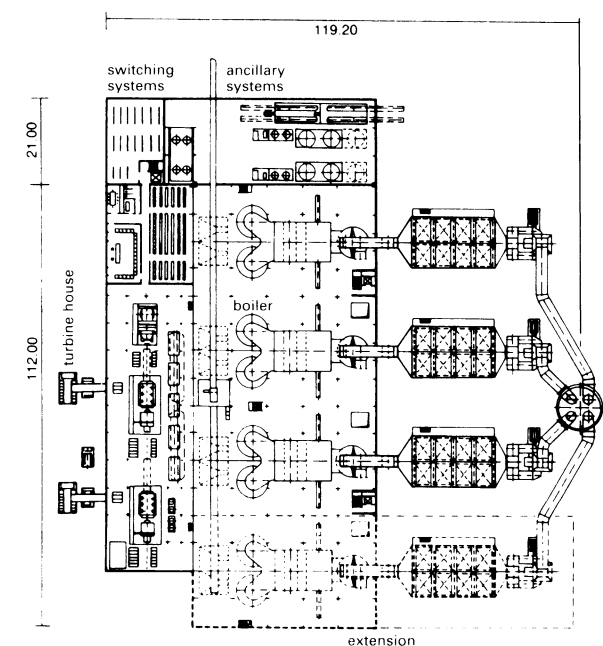 119.20
switching
systems
ancillary
systems
21.00
112.00
turbine house
boiler
extension